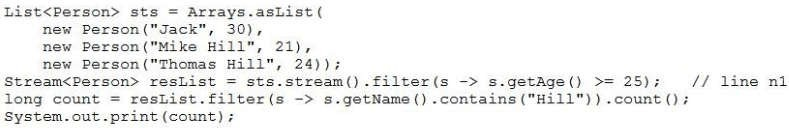 List<Person> sts = Arrays.asList(
    new Person("Jack", 30),
    new Person("Mike Hill", 21),
    new Person("Thomas Hill", 24));
Stream<Person> resList = sts.stream().filter(s -> s.getAge() >= 25);   // line n1
long count = resList.filter(s -> s.getName().contains("Hill")).count();
System.out.print(count);